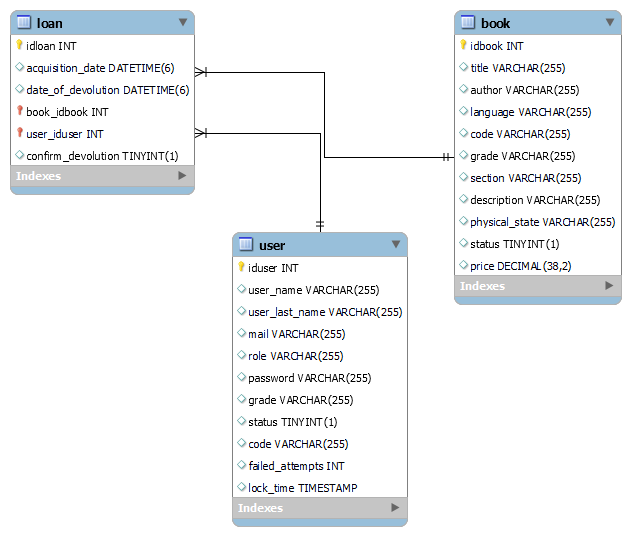 loan
idloan INT
acquisition_date DATETIME(6)
date_of_devolution DATETIME(6)
book_idbook INT
user_iduser INT
confirm_devolution TINYINT(1)
Indexes
book
idbook INT
title VARCHAR(255)
author VARCHAR(255)
language VARCHAR(255)
code VARCHAR(255)
grade VARCHAR(255)
section VARCHAR(255)
description VARCHAR(255)
physical_state VARCHAR(255)
status TINYINT(1)
price DECIMAL(38,2)
Indexes
user
iduser INT
user_name VARCHAR(255)
user_last_name VARCHAR(255)
mail VARCHAR(255)
role VARCHAR(255)
password VARCHAR(255)
grade VARCHAR(255)
status TINYINT(1)
code VARCHAR(255)
failed_attempts INT
lock_time TIMESTAMP
Indexes